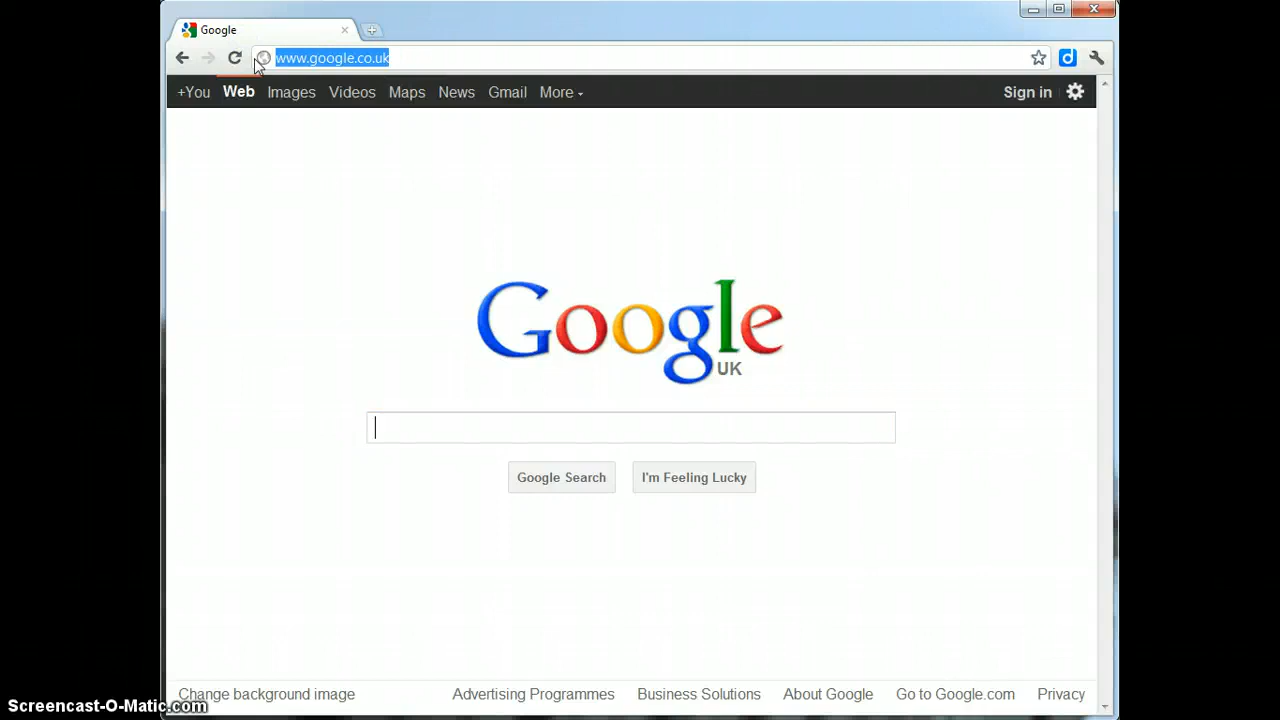 Google
www.google.co.uk
+You Web Images Videos Maps News Gmail More Sign in
Google
UK
Google Search I'm Feeling Lucky
Change background image Advertising Programmes Business Solutions About Google Go to Google.com Privacy
Screencast-O-Matic.com